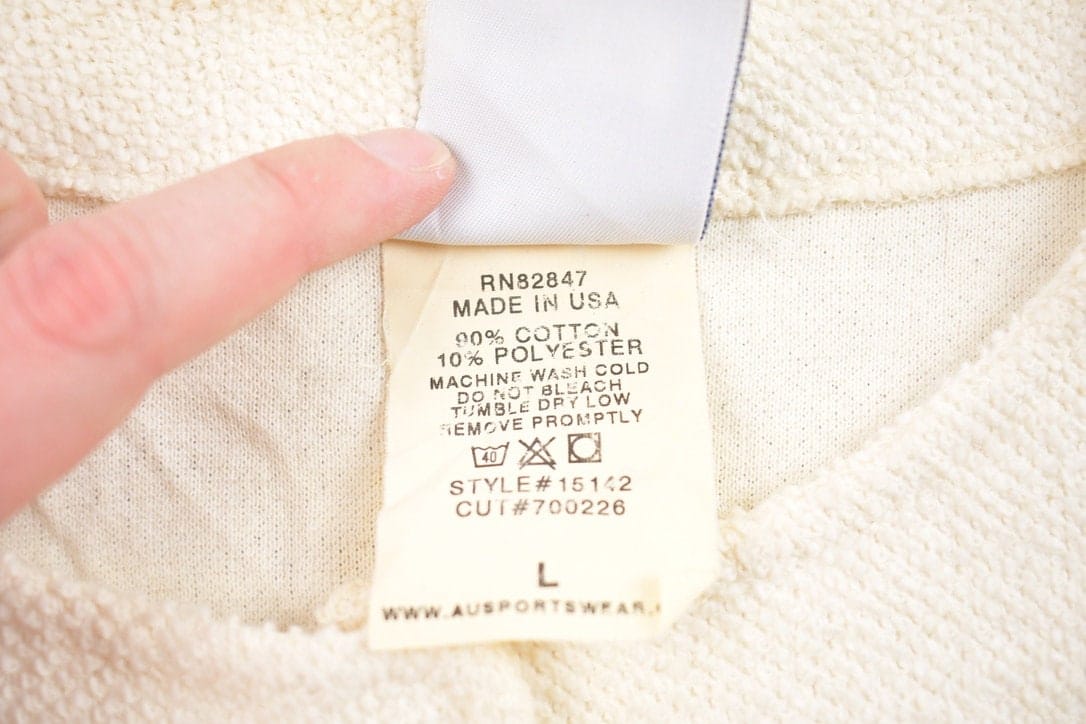 RN82847
MADE IN USA
90% COTTON
10% POLYESTER
MACHINE WASH COLD
DO NOT BLEACH
TUMBLE DRY LOW
REMOVE PROMPTLY
40
STYLE#15142
CUT#700226
L
WWW.AUSPORTSWEAR.